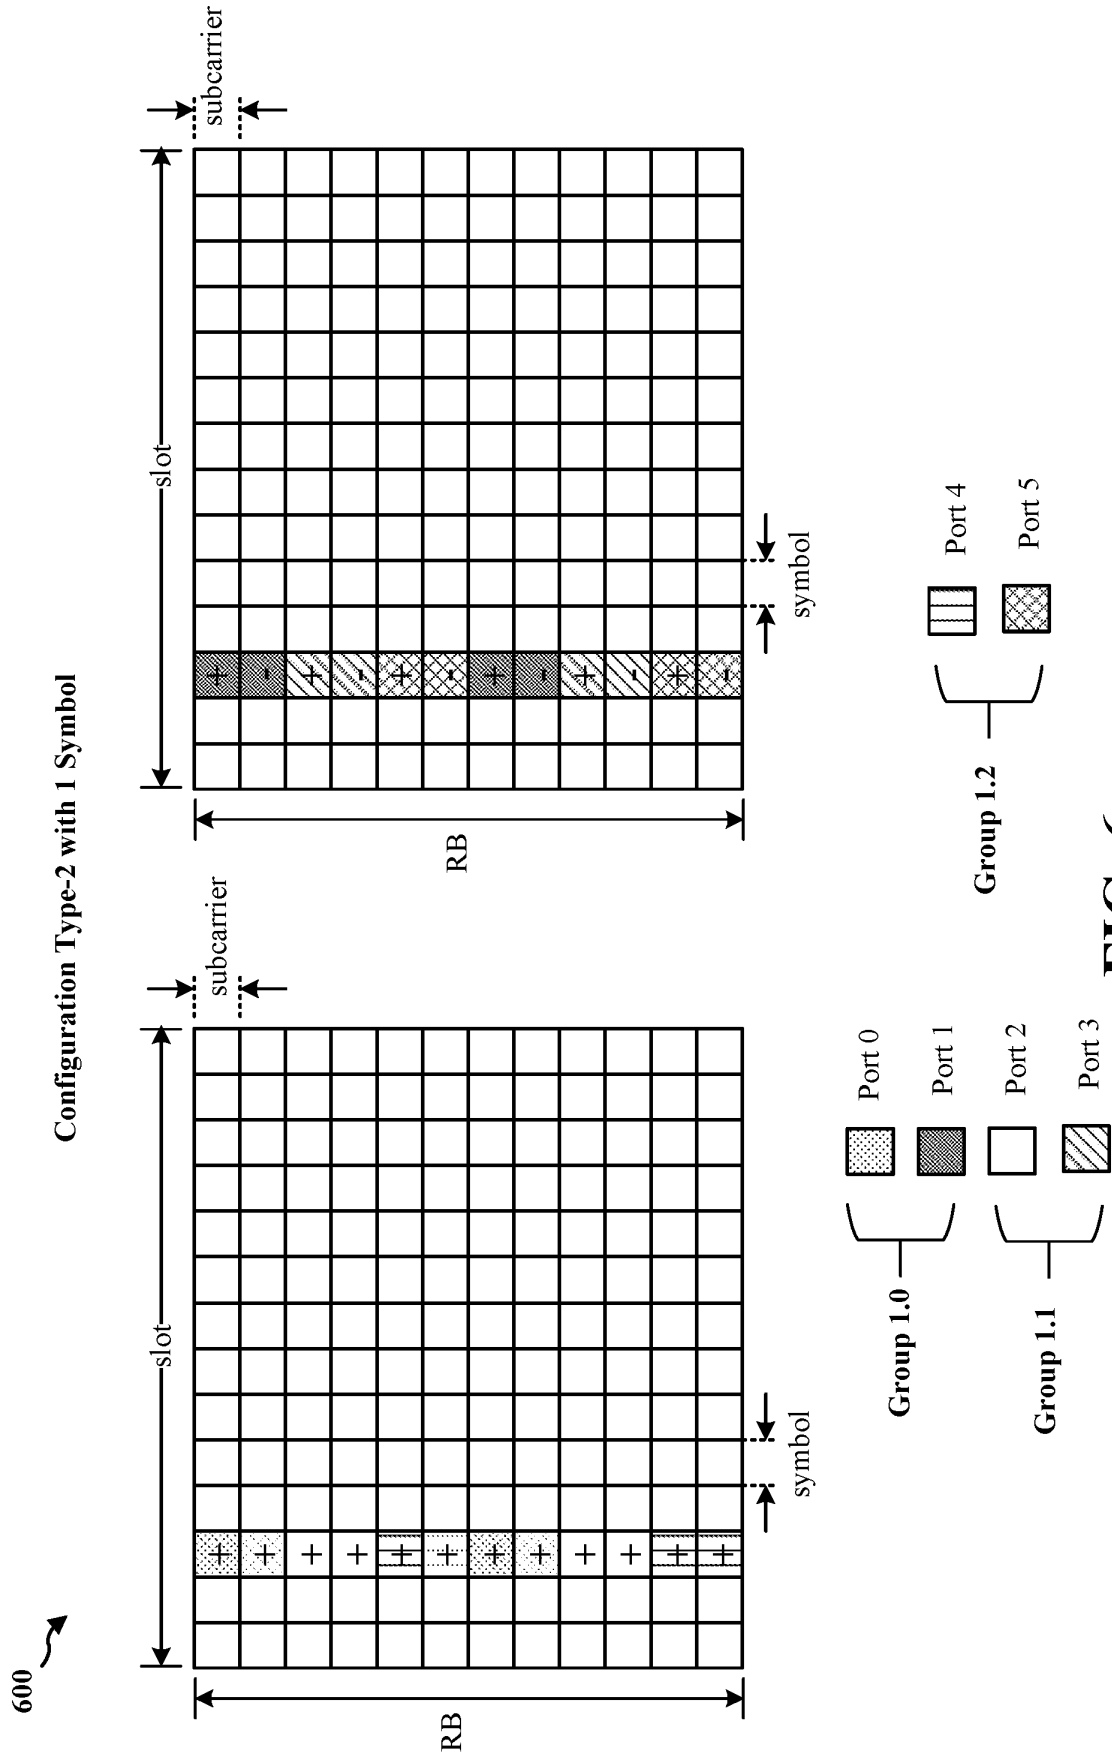 600
Configuration Type-2 with 1 Symbol
slot
slot
subcarrier
subcarrier
RB
+
+
+
+
+
+
+
+
+
+
+
+
RB
+
-
+
-
+
-
+
-
+
-
+
-
symbol
symbol
Group 1.0
Port 0
Port 1
Group 1.1
Port 2
Port 3
Group 1.2
Port 4
Port 5